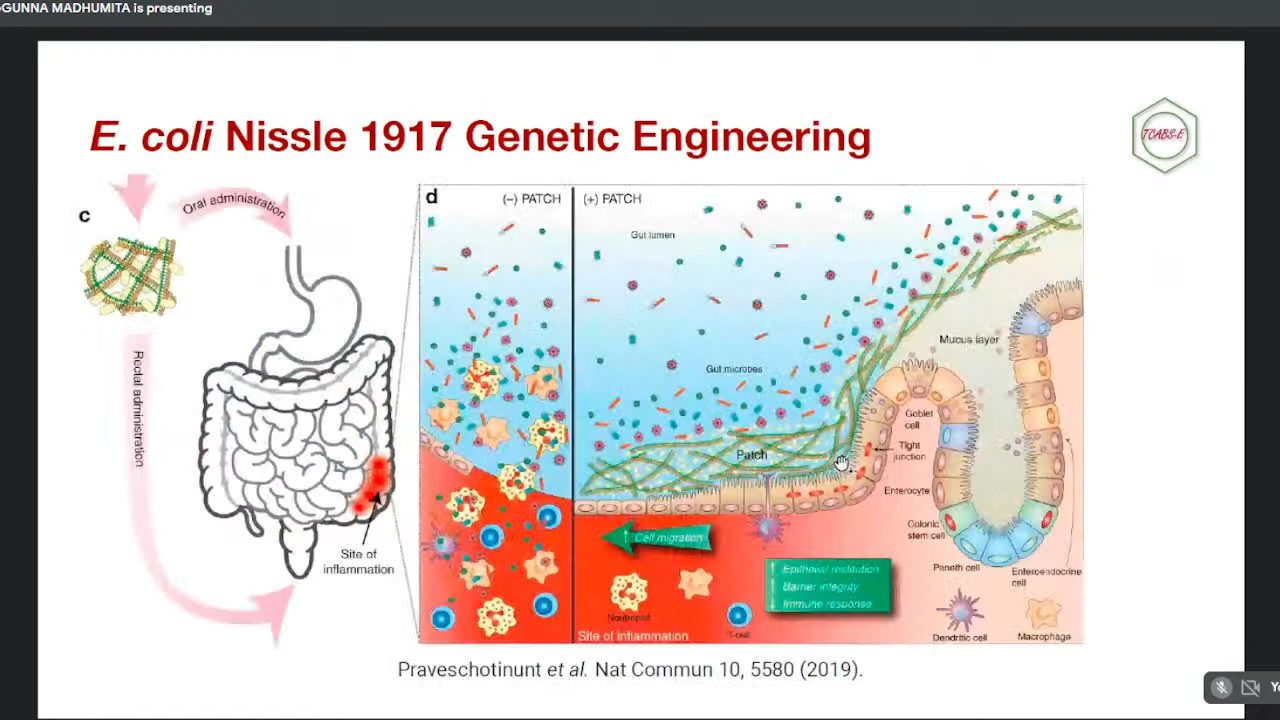 GUNNA MADHUMITA is presenting
E. coli Nissle 1917 Genetic Engineering
TCABS-E
c
Oral administration
Rectal administration
Site of
inflammation
d
(–) PATCH
(+) PATCH
Gut lumen
Gut microbes
Mucus layer
Patch
Goblet
cell
Tight
junction
Enterocyte
Colonic
stem cell
Paneth cell
Enteroendocrine
cell
↑ Cell migration
Epithelial restitution
Barrier integrity
Immune response
Neutrophil
T-cell
Site of inflammation
Dendritic cell
Macrophage
Praveschotinunt et al. Nat Commun 10, 5580 (2019).